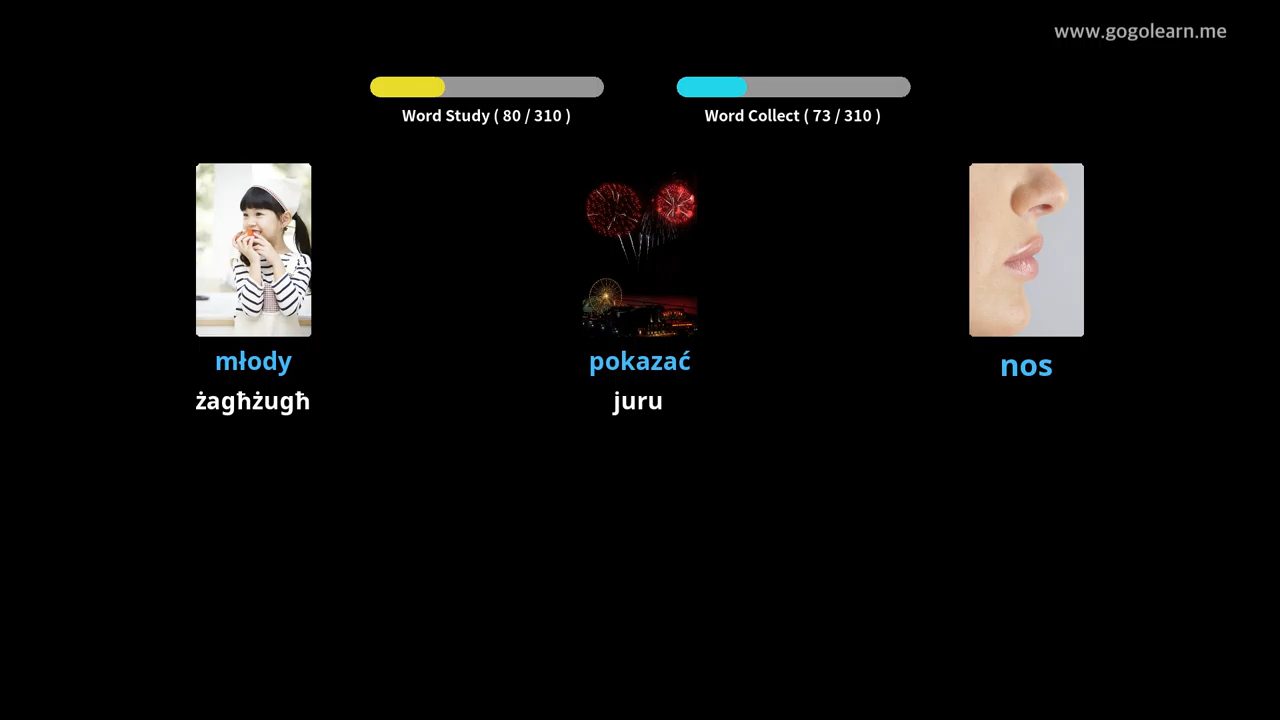 www.gogolearn.me
Word Study ( 80 / 310 )
Word Collect ( 73 / 310 )
młody
pokazać
nos
żagħżugħ
juru